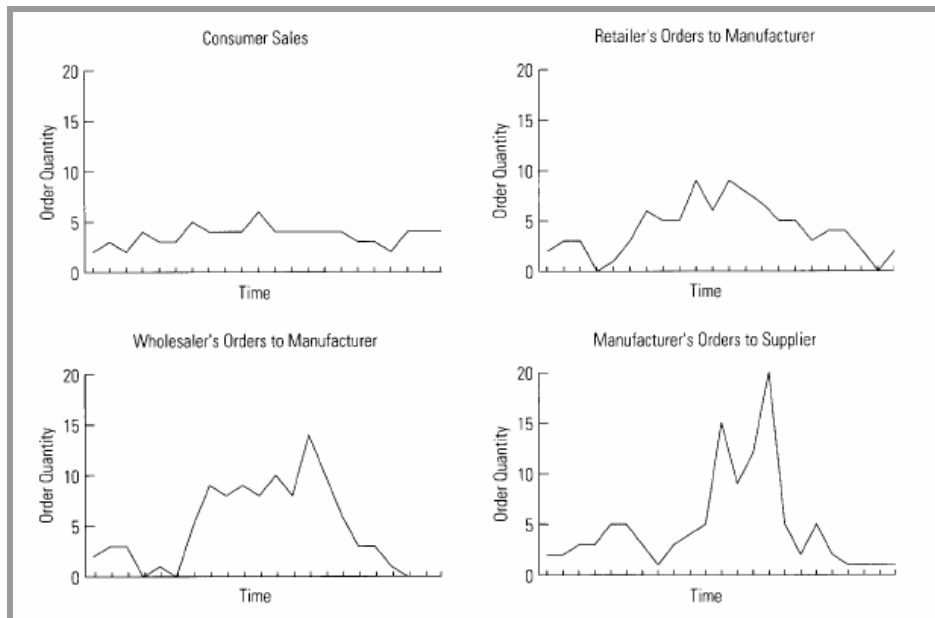 Consumer Sales
20
15
10
5
0
Order Quantity
Time
Retailer's Orders to Manufacturer
20
15
10
5
0
Order Quantity
Time
Wholesaler's Orders to Manufacturer
20
15
10
5
0
Order Quantity
Time
Manufacturer's Orders to Supplier
20
15
10
5
0
Order Quantity
Time